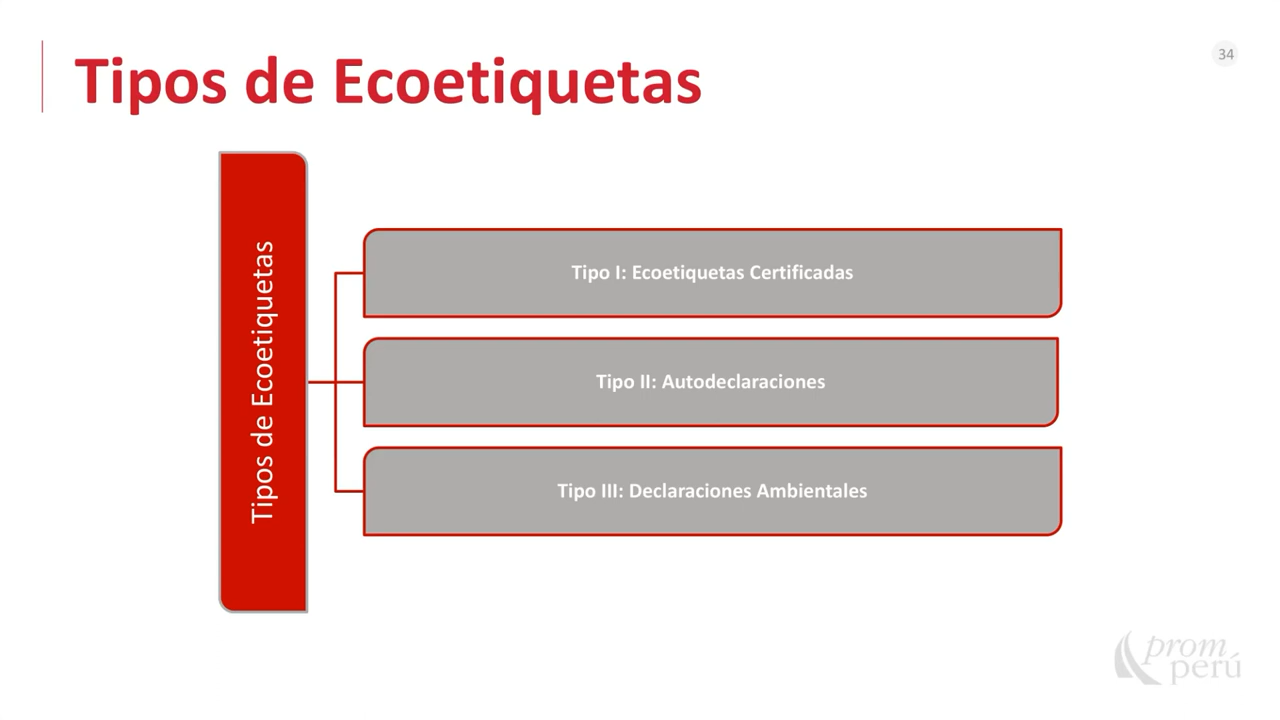 Tipos de Ecoetiquetas
34
Tipos de Ecoetiquetas
Tipo I: Ecoetiquetas Certificadas
Tipo II: Autodeclaraciones
Tipo III: Declaraciones Ambientales
prom
perú